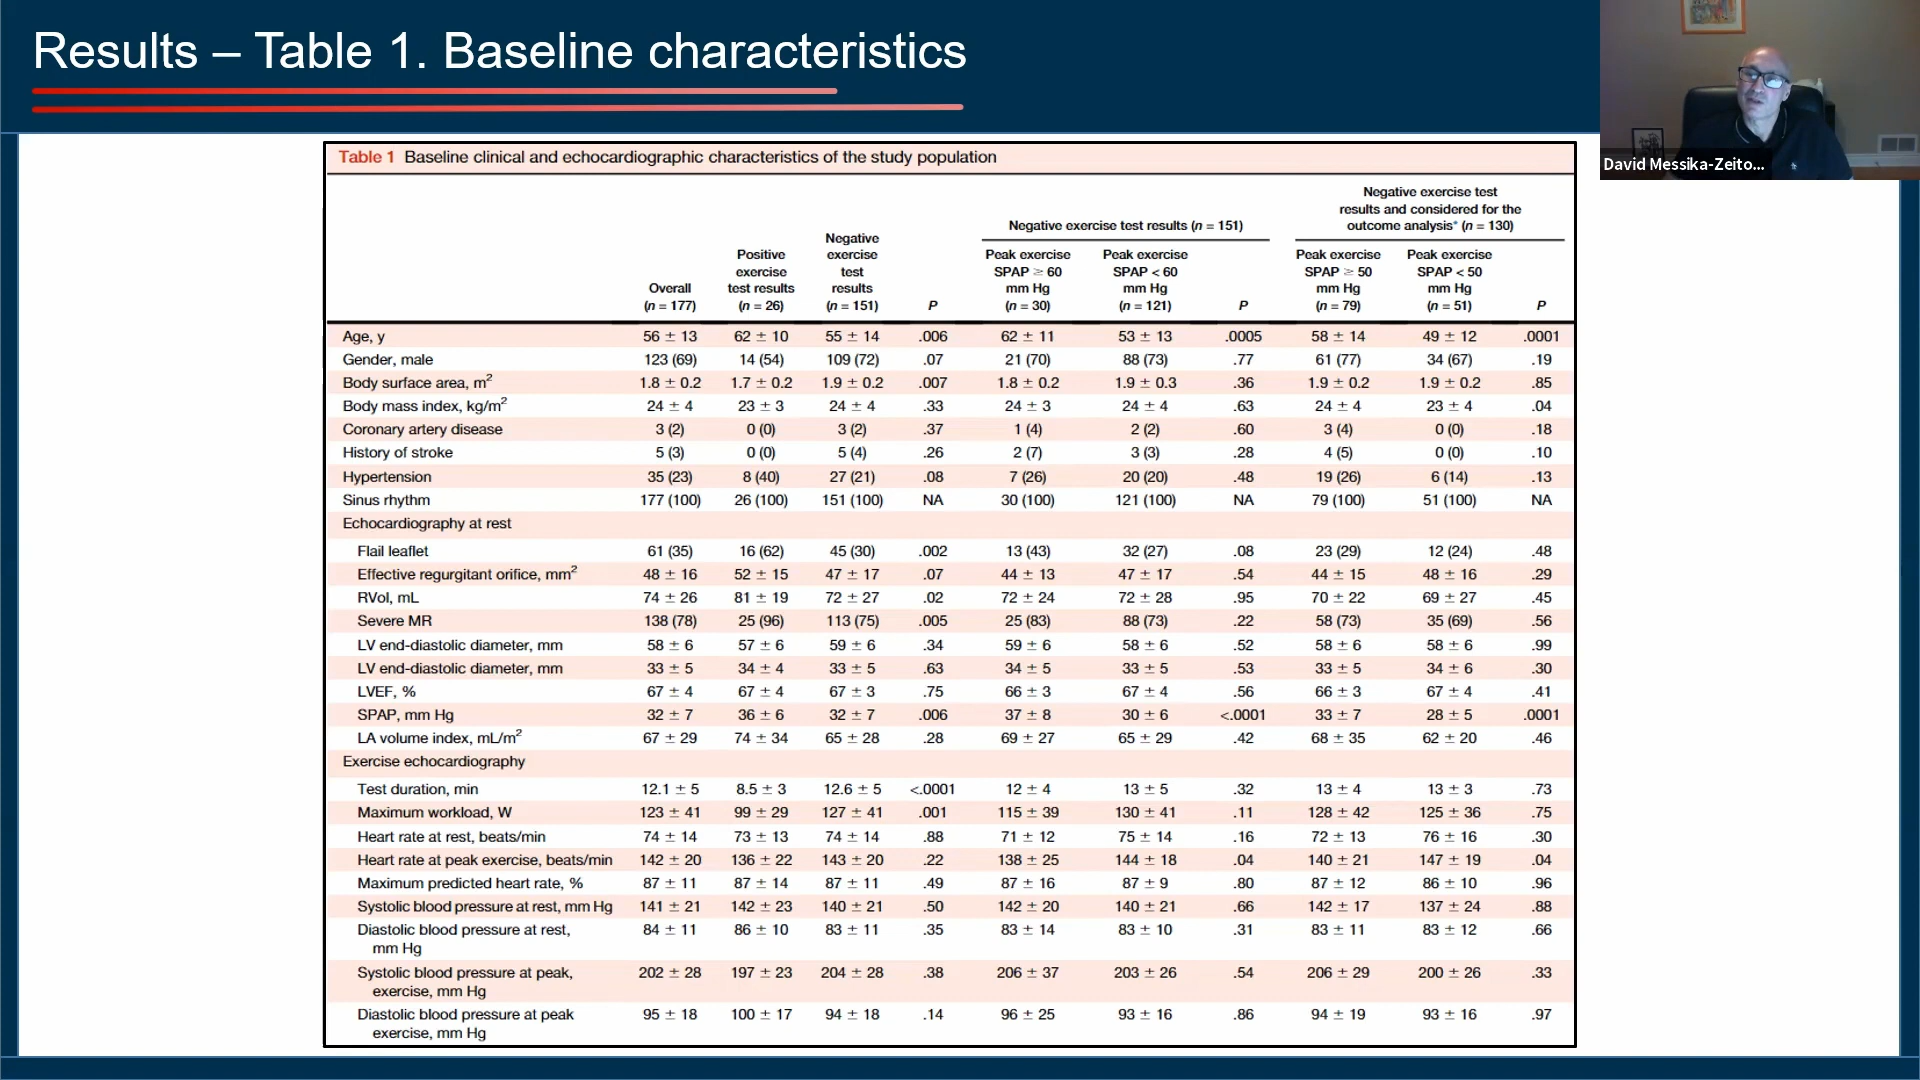 Results – Table 1. Baseline characteristics
David Messika-Zeito...
Table 1 Baseline clinical and echocardiographic characteristics of the study population
Negative exercise test results (n = 151)
Negative exercise test
results and considered for the
outcome analysis* (n = 130)
Overall
(n = 177)
Positive
exercise
test results
(n = 26)
Negative
exercise
test
results
(n = 151)
P
Peak exercise
SPAP ≥ 60
mm Hg
(n = 30)
Peak exercise
SPAP < 60
mm Hg
(n = 121)
P
Peak exercise
SPAP ≥ 50
mm Hg
(n = 79)
Peak exercise
SPAP < 50
mm Hg
(n = 51)
P
Age, y 56 ± 13 62 ± 10 55 ± 14 .006 62 ± 11 53 ± 13 .0005 58 ± 14 49 ± 12 .0001
Gender, male 123 (69) 14 (54) 109 (72) .07 21 (70) 88 (73) .77 61 (77) 34 (67) .19
Body surface area, m² 1.8 ± 0.2 1.7 ± 0.2 1.9 ± 0.2 .007 1.8 ± 0.2 1.9 ± 0.3 .36 1.9 ± 0.2 1.9 ± 0.2 .85
Body mass index, kg/m² 24 ± 4 23 ± 3 24 ± 4 .33 24 ± 3 24 ± 4 .63 24 ± 4 23 ± 4 .04
Coronary artery disease 3 (2) 0 (0) 3 (2) .37 1 (4) 2 (2) .60 3 (4) 0 (0) .18
History of stroke 5 (3) 0 (0) 5 (4) .26 2 (7) 3 (3) .28 4 (5) 0 (0) .10
Hypertension 35 (23) 8 (40) 27 (21) .08 7 (26) 20 (20) .48 19 (26) 6 (14) .13
Sinus rhythm 177 (100) 26 (100) 151 (100) NA 30 (100) 121 (100) NA 79 (100) 51 (100) NA
Echocardiography at rest
Flail leaflet 61 (35) 16 (62) 45 (30) .002 13 (43) 32 (27) .08 23 (29) 12 (24) .48
Effective regurgitant orifice, mm² 48 ± 16 52 ± 15 47 ± 17 .07 44 ± 13 47 ± 17 .54 44 ± 15 48 ± 16 .29
RVol, mL 74 ± 26 81 ± 19 72 ± 27 .02 72 ± 24 72 ± 28 .95 70 ± 22 69 ± 27 .45
Severe MR 138 (78) 25 (96) 113 (75) .005 25 (83) 88 (73) .22 58 (73) 35 (69) .56
LV end-diastolic diameter, mm 58 ± 6 57 ± 6 59 ± 6 .34 59 ± 6 58 ± 6 .52 58 ± 6 58 ± 6 .99
LV end-diastolic diameter, mm 33 ± 5 34 ± 4 33 ± 5 .63 34 ± 5 33 ± 5 .53 33 ± 5 34 ± 6 .30
LVEF, % 67 ± 4 67 ± 4 67 ± 3 .75 66 ± 3 67 ± 4 .56 66 ± 3 67 ± 4 .41
SPAP, mm Hg 32 ± 7 36 ± 6 32 ± 7 .006 37 ± 8 30 ± 6 <.0001 33 ± 7 28 ± 5 .0001
LA volume index, mL/m² 67 ± 29 74 ± 34 65 ± 28 .28 69 ± 27 65 ± 29 .42 68 ± 35 62 ± 20 .46
Exercise echocardiography
Test duration, min 12.1 ± 5 8.5 ± 3 12.6 ± 5 <.0001 12 ± 4 13 ± 5 .32 13 ± 4 13 ± 3 .73
Maximum workload, W 123 ± 41 99 ± 29 127 ± 41 .001 115 ± 39 130 ± 41 .11 128 ± 42 125 ± 36 .75
Heart rate at rest, beats/min 74 ± 14 73 ± 13 74 ± 14 .88 71 ± 12 75 ± 14 .16 72 ± 13 76 ± 16 .30
Heart rate at peak exercise, beats/min 142 ± 20 136 ± 22 143 ± 20 .22 138 ± 25 144 ± 18 .04 140 ± 21 147 ± 19 .04
Maximum predicted heart rate, % 87 ± 11 87 ± 14 87 ± 11 .49 87 ± 16 87 ± 9 .80 87 ± 12 86 ± 10 .96
Systolic blood pressure at rest, mm Hg 141 ± 21 142 ± 23 140 ± 21 .50 142 ± 20 140 ± 21 .66 142 ± 17 137 ± 24 .88
Diastolic blood pressure at rest, 84 ± 11 86 ± 10 83 ± 11 .35 83 ± 14 83 ± 10 .31 83 ± 11 83 ± 12 .66
mm Hg
Systolic blood pressure at peak, 202 ± 28 197 ± 23 204 ± 28 .38 206 ± 37 203 ± 26 .54 206 ± 29 200 ± 26 .33
exercise, mm Hg
Diastolic blood pressure at peak 95 ± 18 100 ± 17 94 ± 18 .14 96 ± 25 93 ± 16 .86 94 ± 19 93 ± 16 .97
exercise, mm Hg